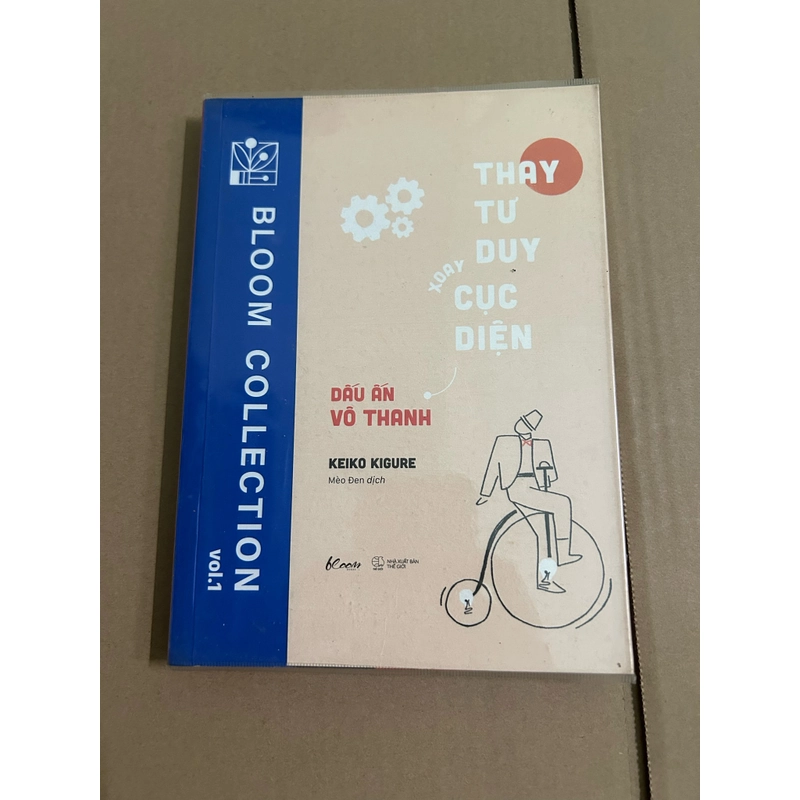 BLOOM COLLECTION
vol.1
THAY
TƯ
DUY
XOAY
CỤC
DIỆN
DẤU ẤN
VÔ THANH
KEIKO KIGURE
Mèo Đen dịch
bloom
NHÀ XUẤT BẢN
THẾ GIỚI